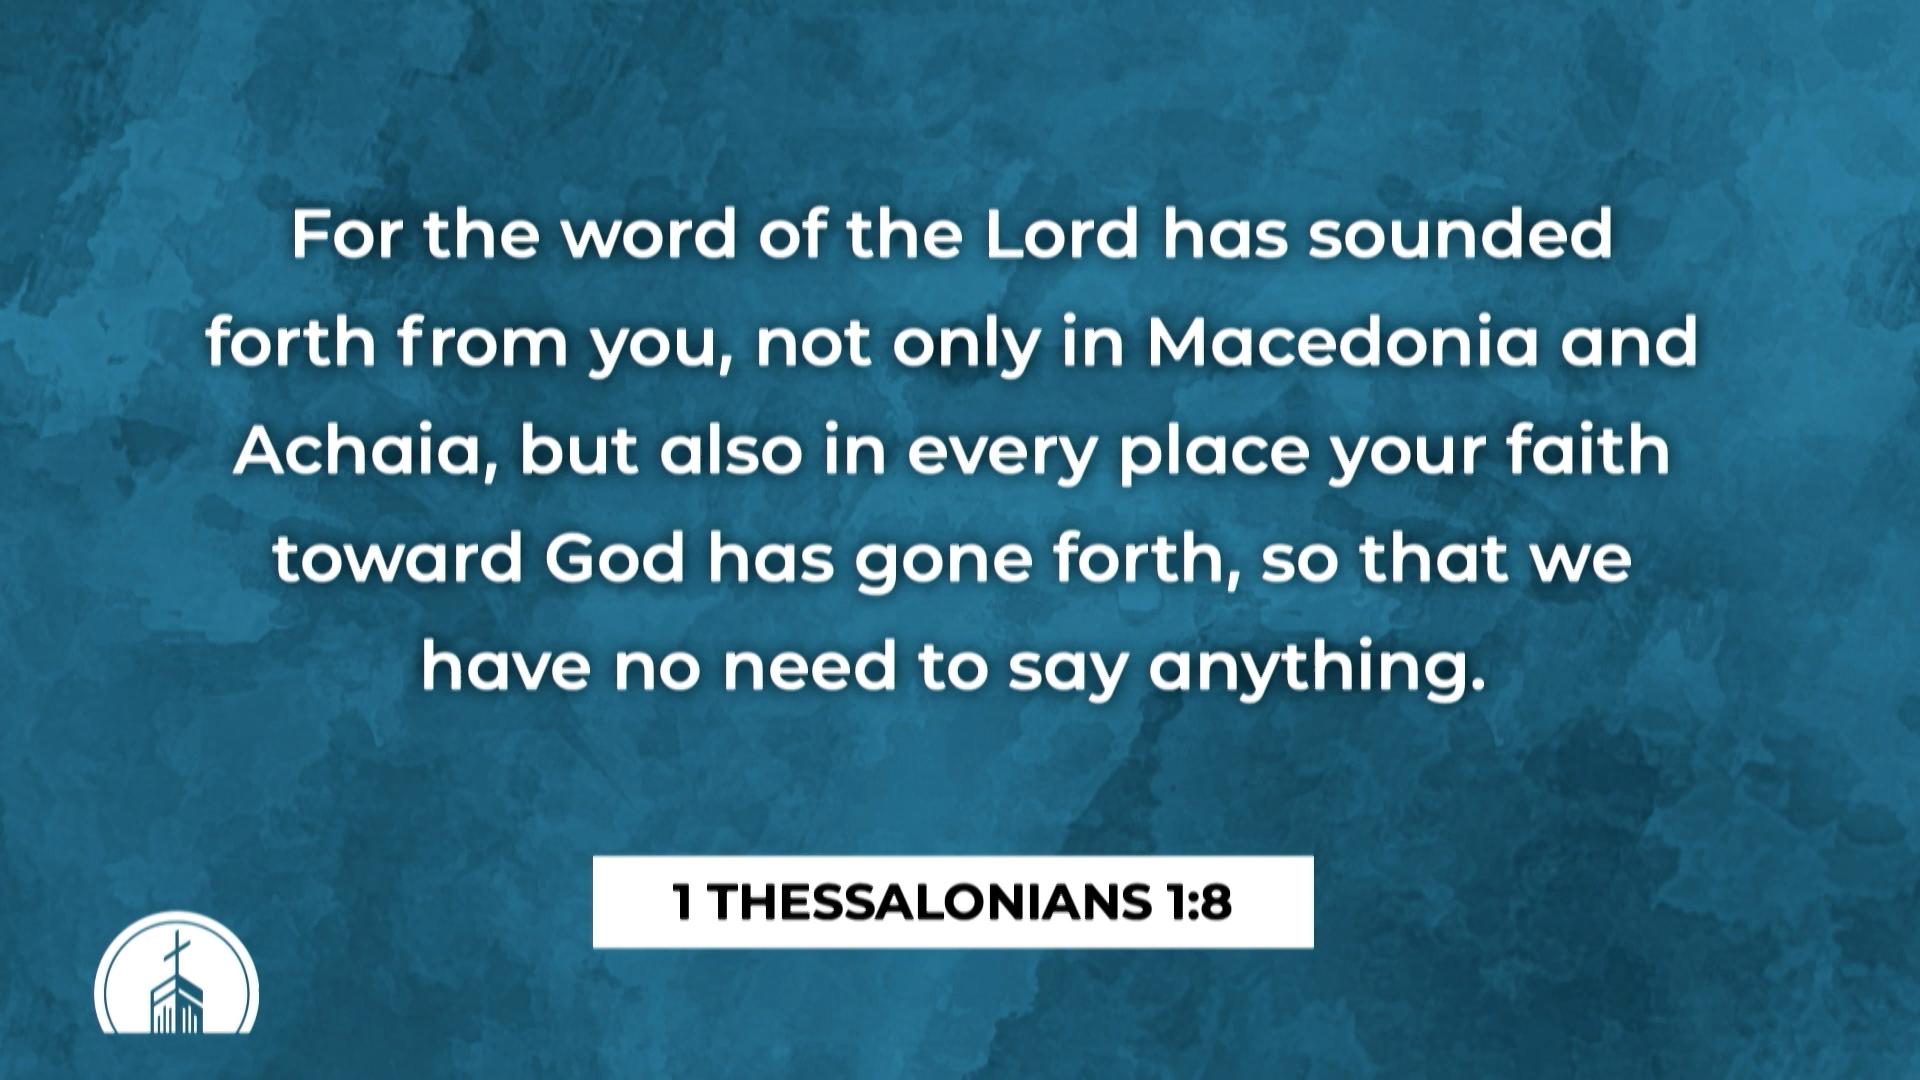 For the word of the Lord has sounded
forth from you, not only in Macedonia and
Achaia, but also in every place your faith
toward God has gone forth, so that we
have no need to say anything.
1 THESSALONIANS 1:8